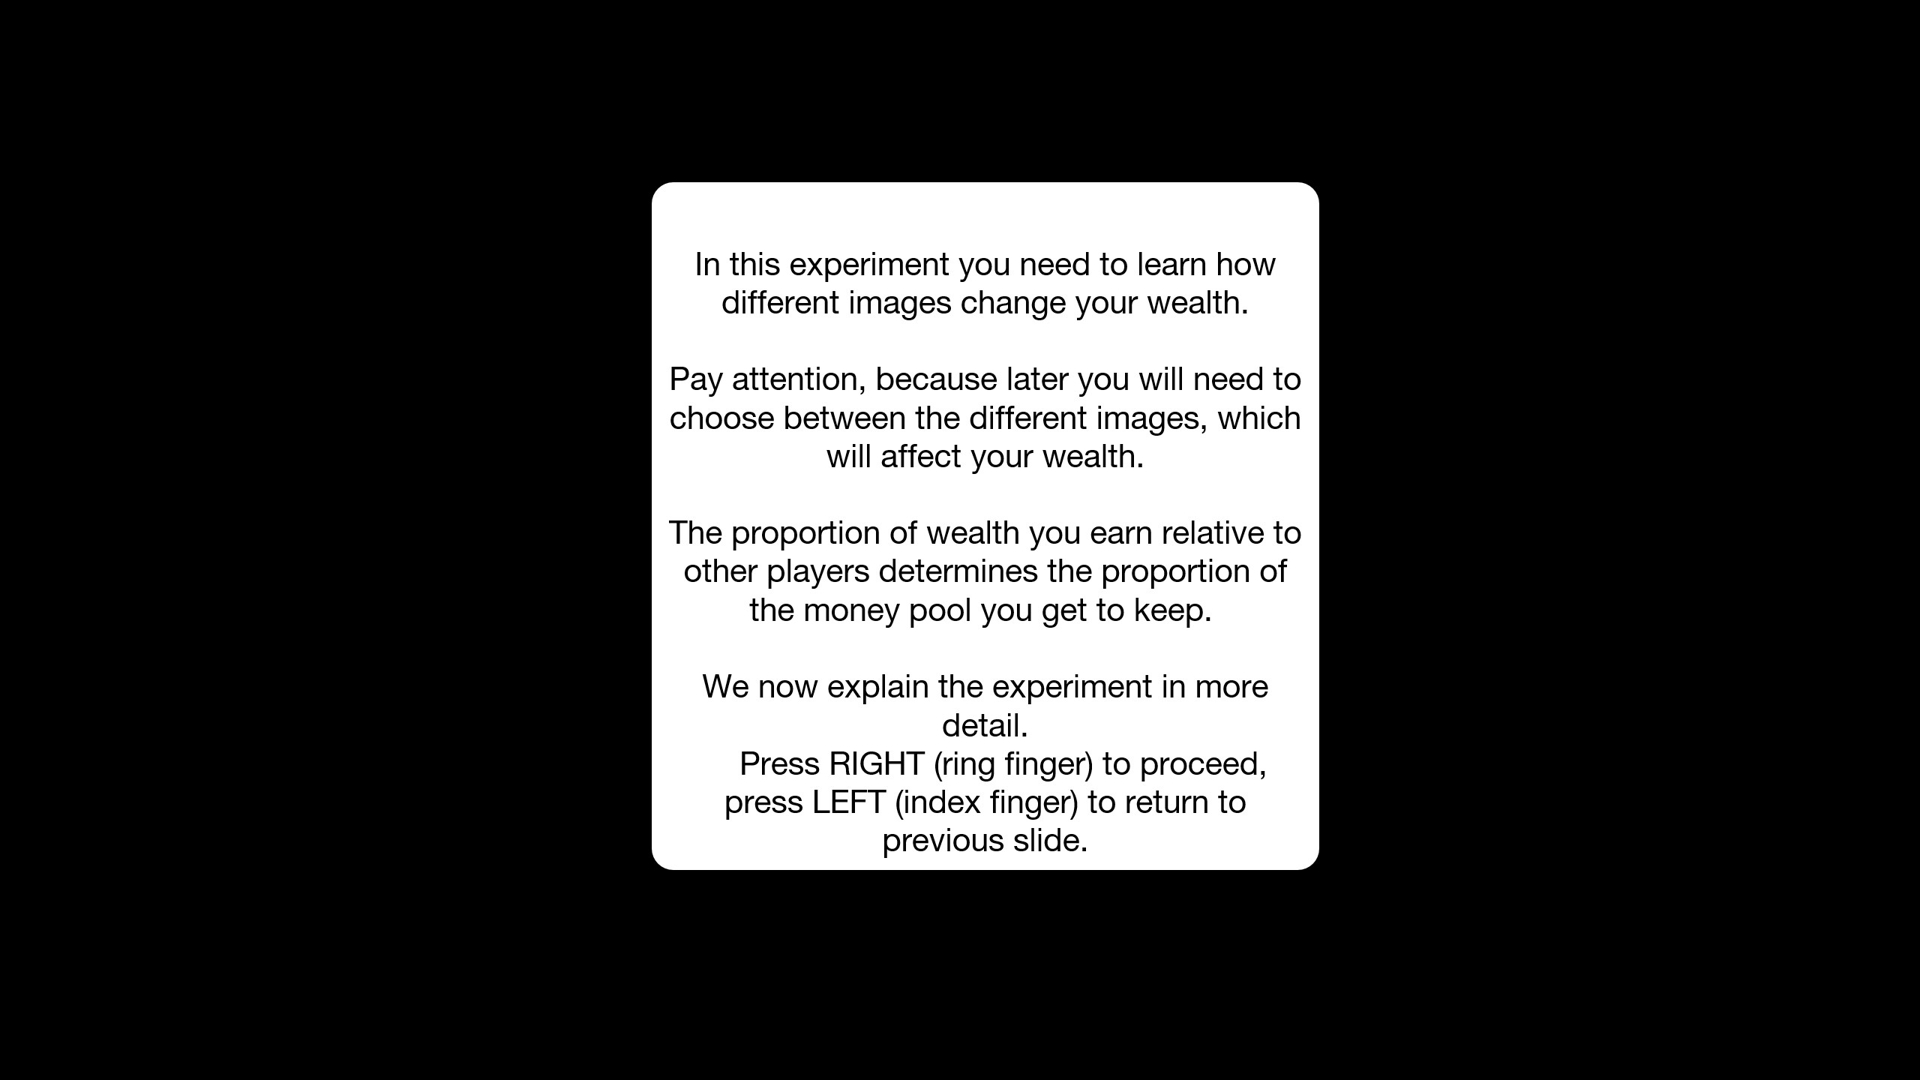 In this experiment you need to learn how
different images change your wealth.
Pay attention, because later you will need to
choose between the different images, which
will affect your wealth.
The proportion of wealth you earn relative to
other players determines the proportion of
the money pool you get to keep.
We now explain the experiment in more
detail.
Press RIGHT (ring finger) to proceed,
press LEFT (index finger) to return to
previous slide.